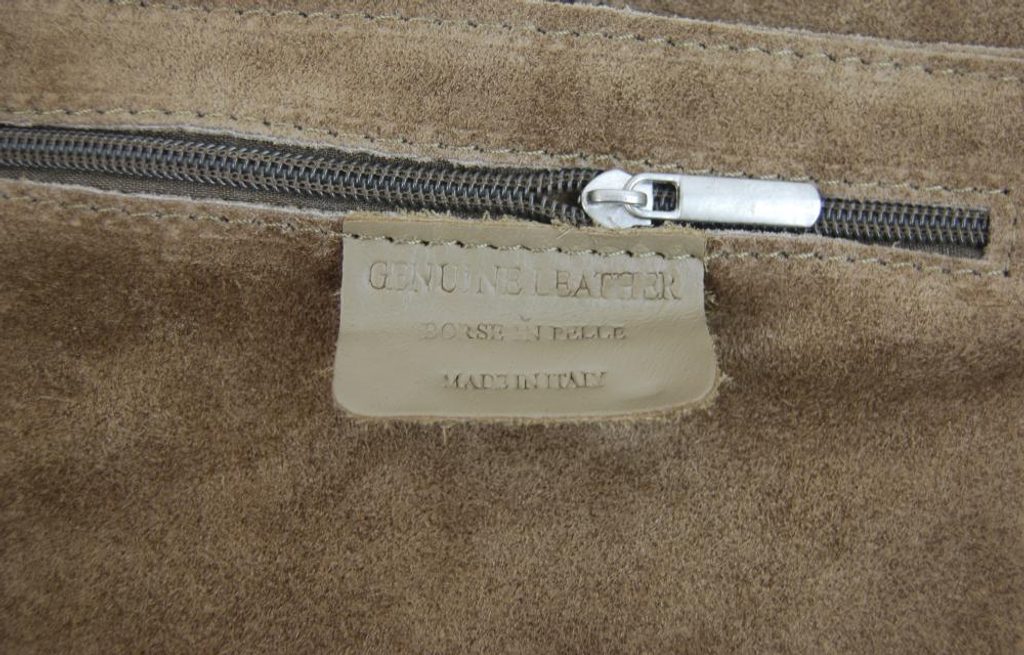 GENUINE LEATHER
BORSE IN PELLE
MADE IN ITALY